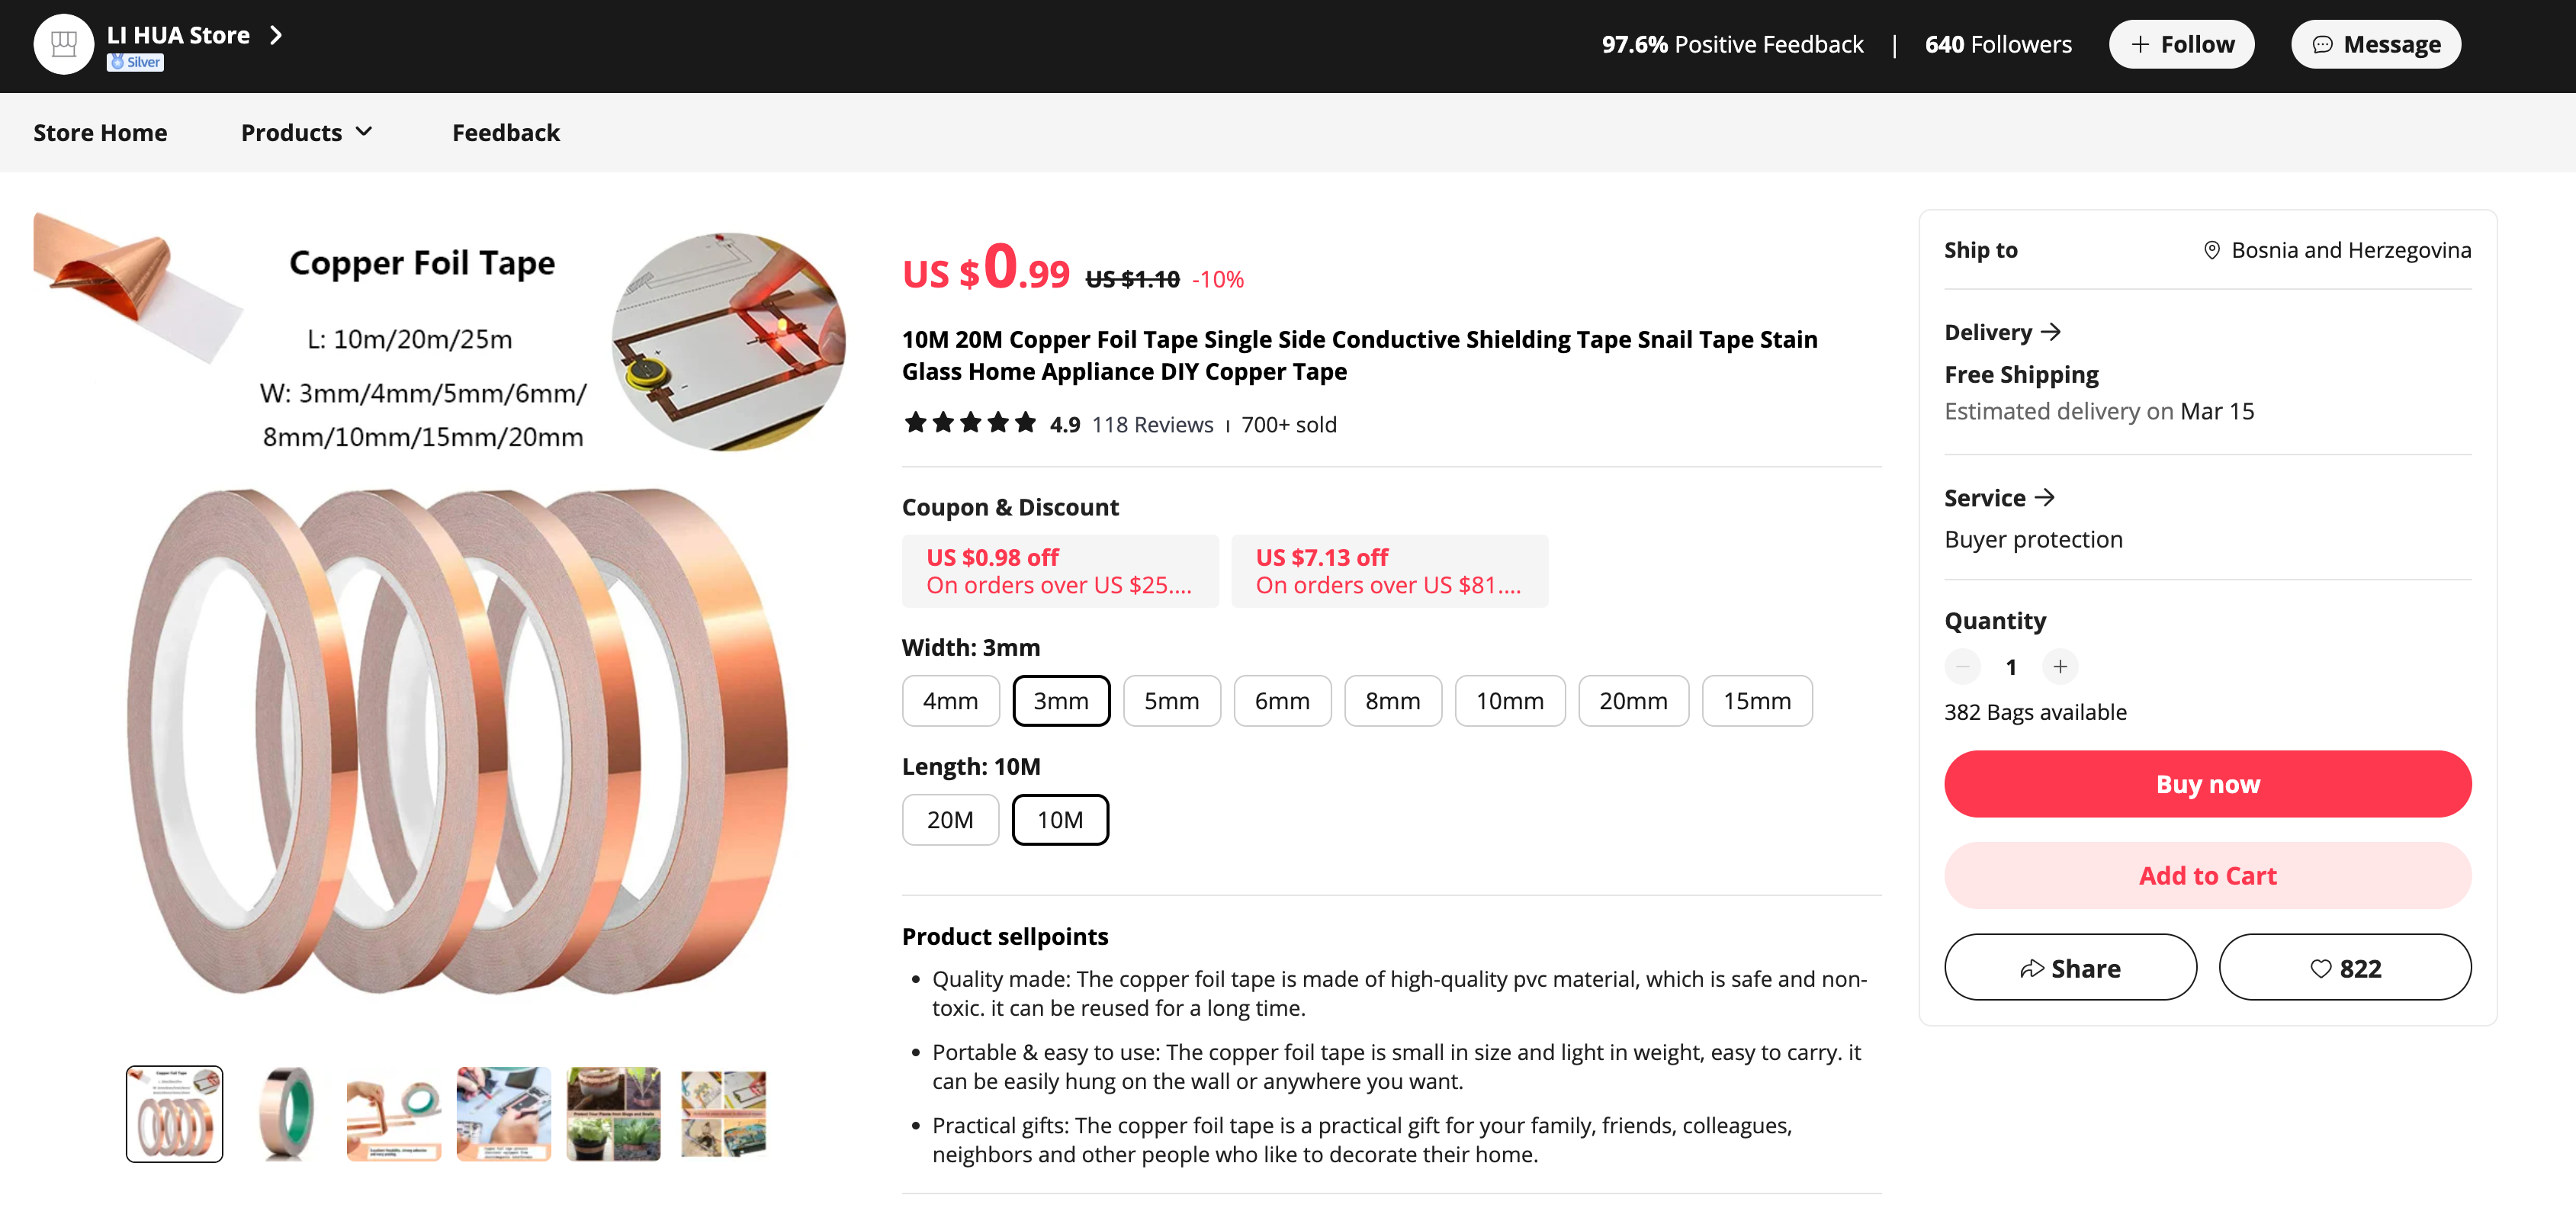 LI HUA Store
Silver
97.6% Positive Feedback | 640 Followers
Follow
Message
Store Home
Products
Feedback
Copper Foil Tape
L: 10m/20m/25m
W: 3mm/4mm/5mm/6mm/
8mm/10mm/15mm/20mm
US $0.99 US $1.10 -10%
10M 20M Copper Foil Tape Single Side Conductive Shielding Tape Snail Tape Stain
Glass Home Appliance DIY Copper Tape
4.9 118 Reviews | 700+ sold
Coupon & Discount
US $0.98 off
On orders over US $25....
US $7.13 off
On orders over US $81....
Width: 3mm
4mm
3mm
5mm
6mm
8mm
10mm
20mm
15mm
Length: 10M
20M
10M
Product sellpoints
• Quality made: The copper foil tape is made of high-quality pvc material, which is safe and non-
toxic. it can be reused for a long time.
• Portable & easy to use: The copper foil tape is small in size and light in weight, easy to carry. it
can be easily hung on the wall or anywhere you want.
• Practical gifts: The copper foil tape is a practical gift for your family, friends, colleagues,
neighbors and other people who like to decorate their home.
Ship to
Bosnia and Herzegovina
Delivery
Free Shipping
Estimated delivery on Mar 15
Service
Buyer protection
Quantity
1
382 Bags available
Buy now
Add to Cart
Share
822
Copper Foil Tape